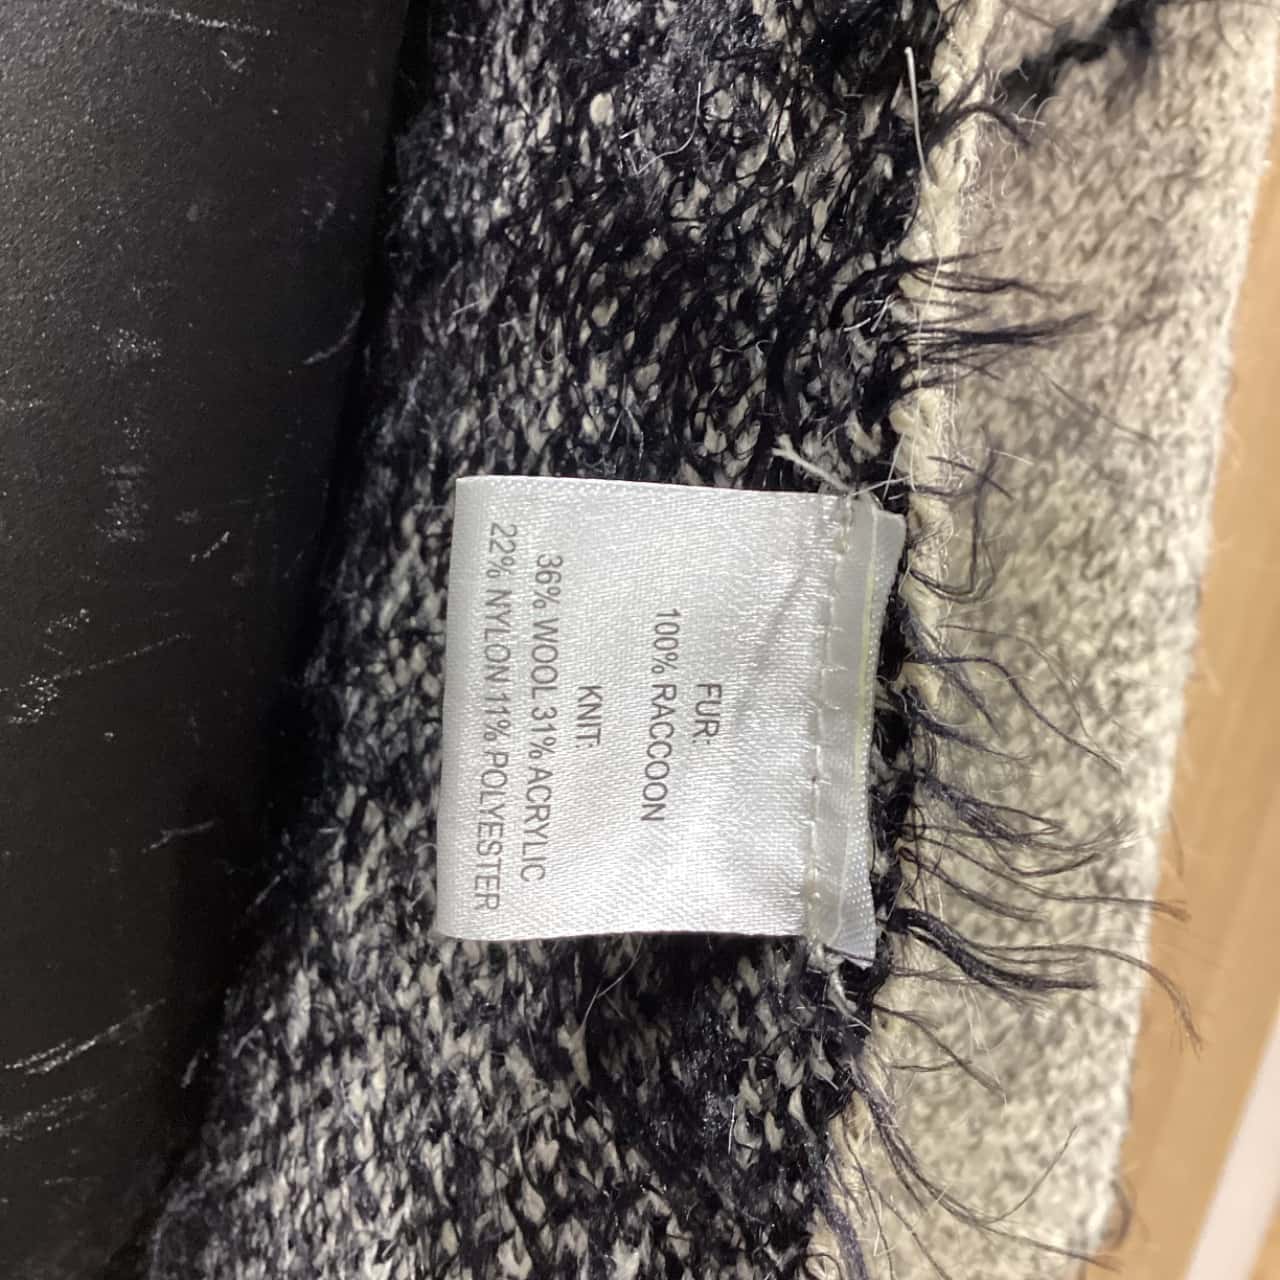 FUR:
100% RACCOON
KNIT:
36% WOOL 31% ACRYLIC
22% NYLON 11% POLYESTER